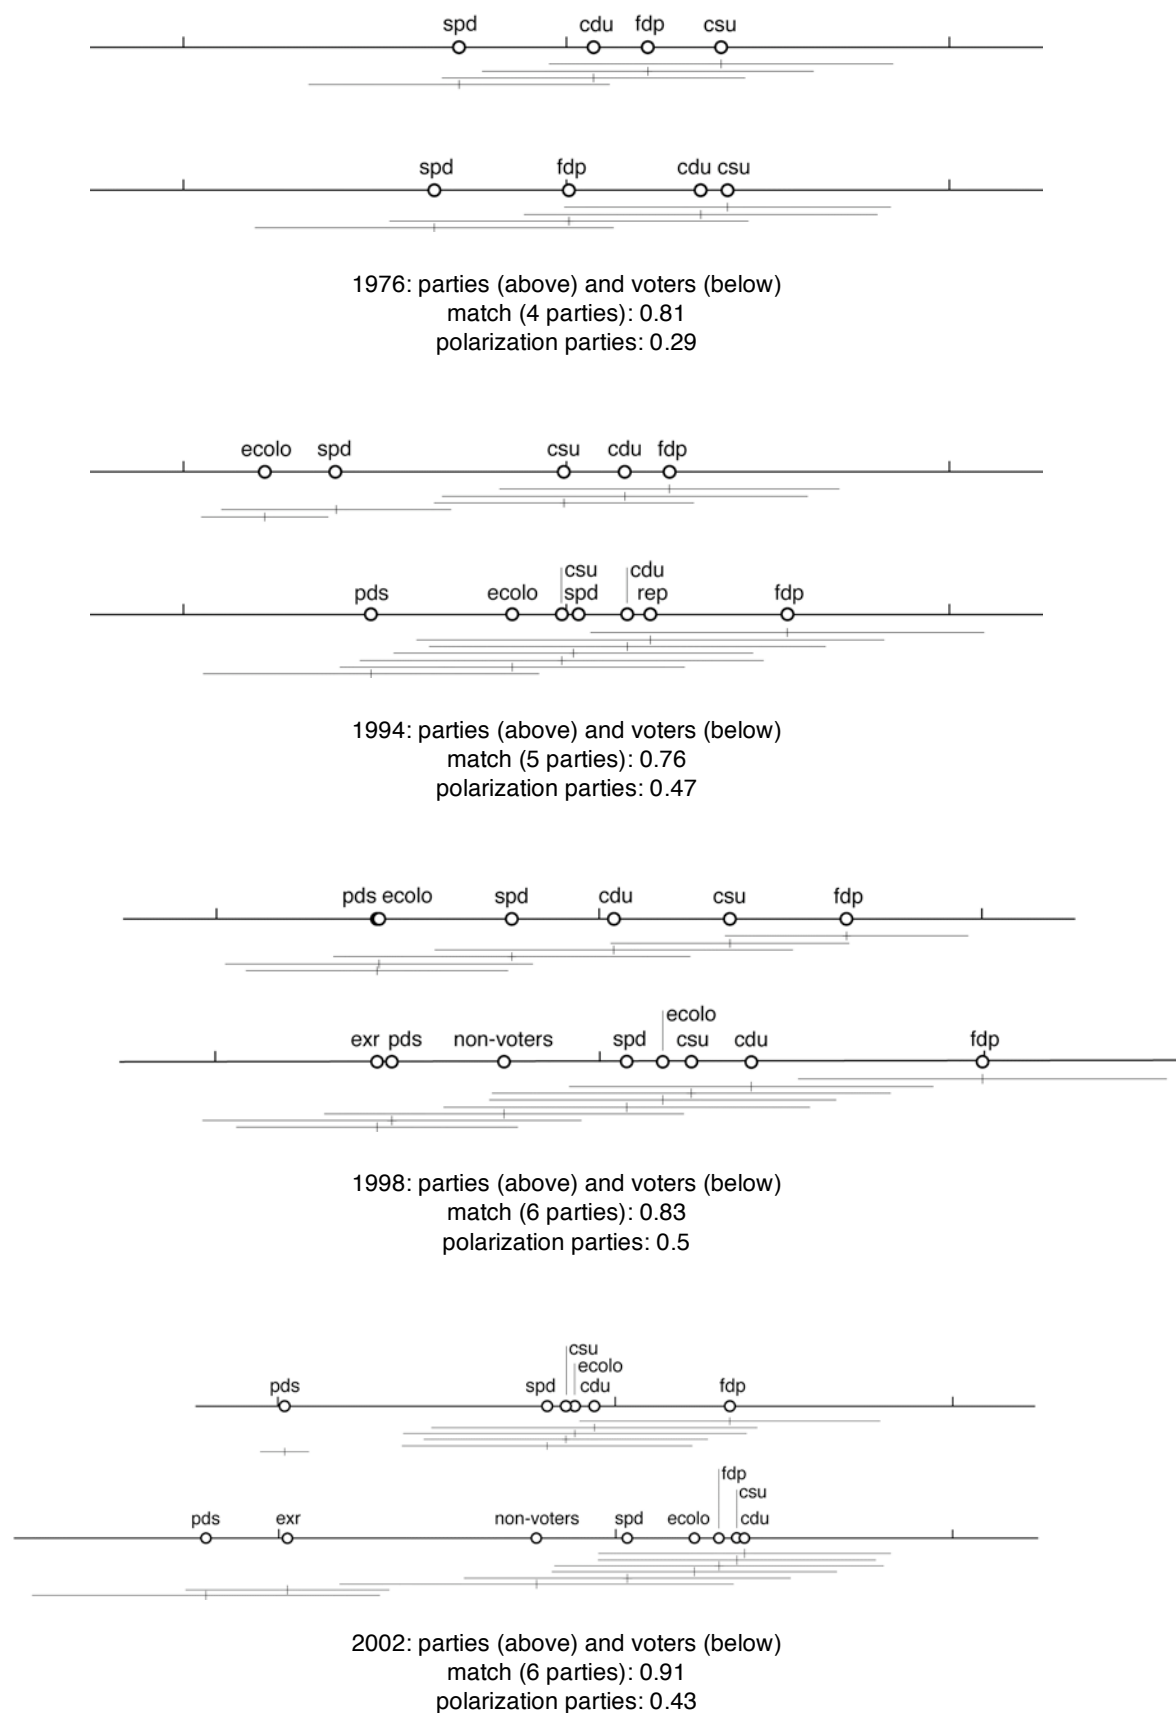 spd cdu fdp csu
spd fdp cdu csu
1976: parties (above) and voters (below)
match (4 parties): 0.81
polarization parties: 0.29
ecolo spd csu cdu fdp
csu cdu
pds ecolo spd rep fdp
1994: parties (above) and voters (below)
match (5 parties): 0.76
polarization parties: 0.47
pds ecolo spd cdu csu fdp
ecolo
exr pds non-voters spd csu cdu fdp
1998: parties (above) and voters (below)
match (6 parties): 0.83
polarization parties: 0.5
csu
ecolo
pds spd cdu fdp
fdp
csu
pds exr non-voters spd ecolo cdu
2002: parties (above) and voters (below)
match (6 parties): 0.91
polarization parties: 0.43